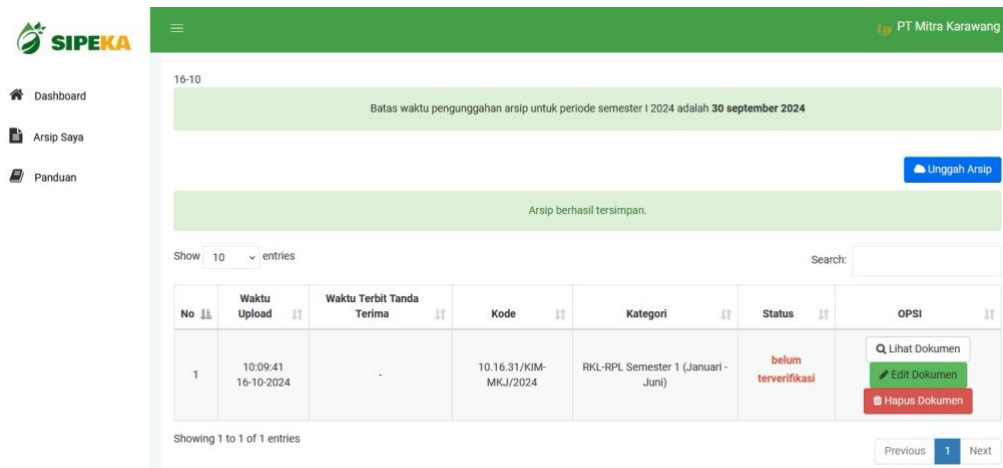 SIPEKA
PT Mitra Karawang
Dashboard
Arsip Saya
Panduan
16-10
Batas waktu pengunggahan arsip untuk periode semester I 2024 adalah 30 september 2024
Unggah Arsip
Arsip berhasil tersimpan.
Show 10 entries
Search:
No Waktu Upload Waktu Terbit Tanda Terima Kode Kategori Status OPSI
1 10:09:41 16-10-2024 - 10.16.31/KIM-MKJ/2024 RKL-RPL Semester 1 (Januari - Juni) belum terverifikasi
Lihat Dokumen
Edit Dokumen
Hapus Dokumen
Showing 1 to 1 of 1 entries
Previous 1 Next